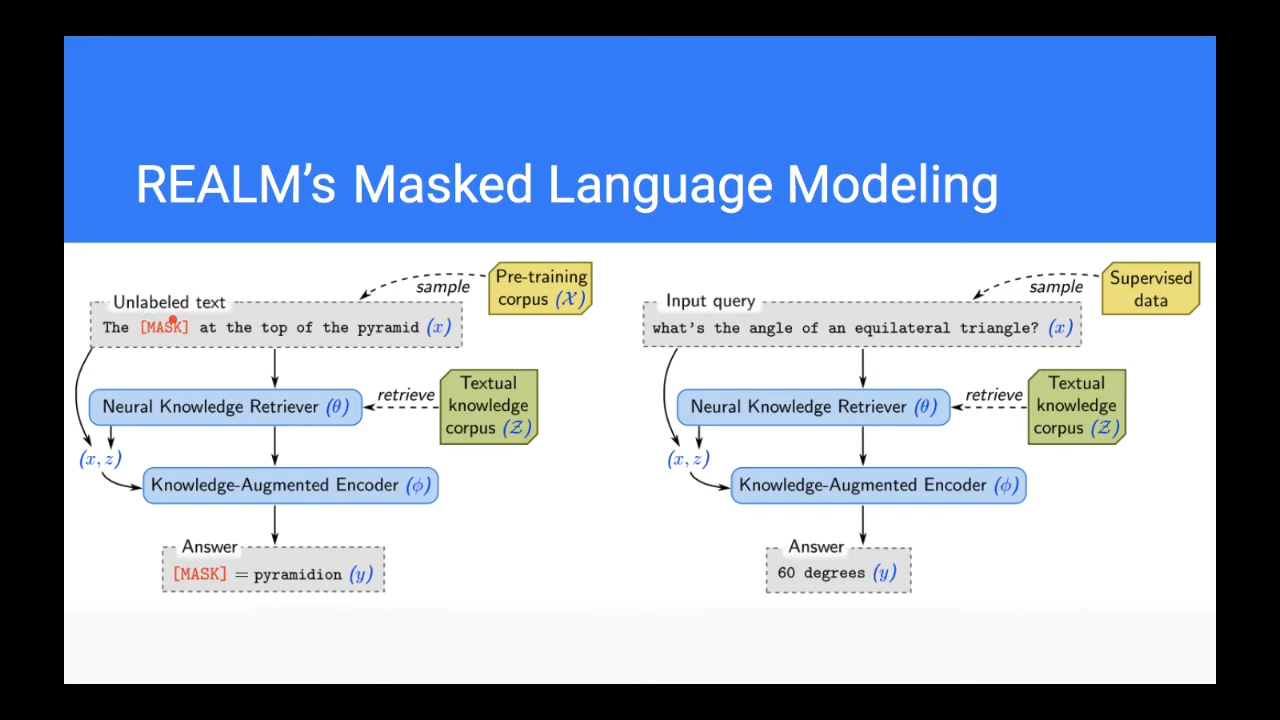 REALM's Masked Language Modeling
Pre-training
corpus (𝒳)
sample
Unlabeled text
The [MASK] at the top of the pyramid (x)
Neural Knowledge Retriever (θ)
retrieve
Textual
knowledge
corpus (𝒵)
(x, z)
Knowledge-Augmented Encoder (ϕ)
Answer
[MASK] = pyramidion (y)
Supervised
data
sample
Input query
what's the angle of an equilateral triangle? (x)
Neural Knowledge Retriever (θ)
retrieve
Textual
knowledge
corpus (𝒵)
(x, z)
Knowledge-Augmented Encoder (ϕ)
Answer
60 degrees (y)